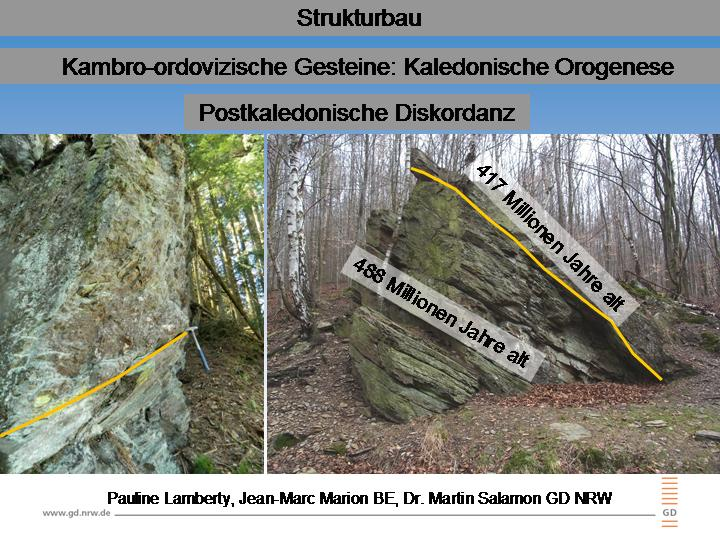 Strukturbau
Kambro-ordovizische Gesteine: Kaledonische Orogenese
Postkaledonische Diskordanz
417 Millionen Jahre alt
488 Millionen Jahre alt
Pauline Lamberty, Jean-Marc Marion BE, Dr. Martin Salamon GD NRW
www.gd.nrw.de
GD